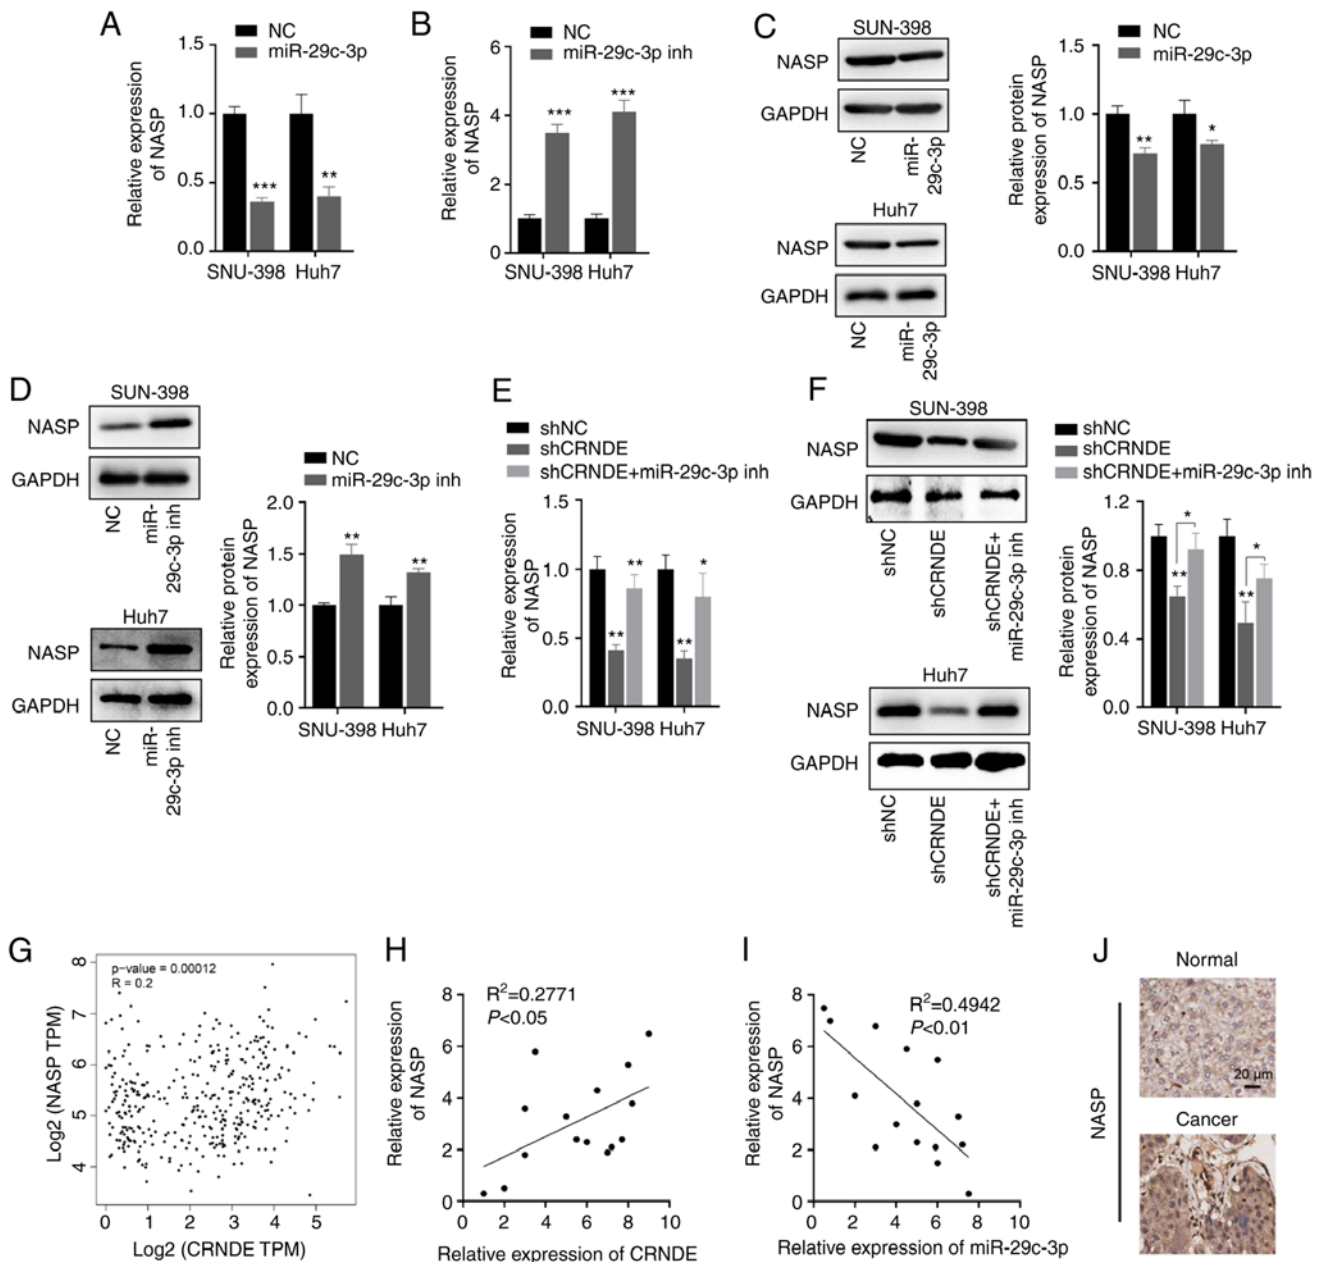 A
NC
miR-29c-3p
Relative expression
of NASP
1.5
1.0
0.5
0.0
***
**
SNU-398 Huh7
B
NC
miR-29c-3p inh
Relative expression
of NASP
6
4
2
0
***
***
SNU-398 Huh7
C
SUN-398
NASP
GAPDH
NC
miR-
29c-3p
Huh7
NASP
GAPDH
NC
miR-
29c-3p
NC
miR-29c-3p
Relative protein
expression of NASP
1.5
1.0
0.5
0.0
**
*
SNU-398 Huh7
D
SUN-398
NASP
GAPDH
NC
miR-
29c-3p inh
Huh7
NASP
GAPDH
NC
miR-
29c-3p inh
NC
miR-29c-3p inh
Relative protein
expression of NASP
2.0
1.5
1.0
0.5
0.0
**
**
SNU-398 Huh7
E
shNC
shCRNDE
shCRNDE+miR-29c-3p inh
Relative expression
of NASP
1.5
1.0
0.5
0.0
**
**
**
*
SNU-398 Huh7
F
SUN-398
NASP
GAPDH
shNC
shCRNDE
shCRNDE+
miR-29c-3p inh
Huh7
NASP
GAPDH
shNC
shCRNDE
shCRNDE+
miR-29c-3p inh
shNC
shCRNDE
shCRNDE+miR-29c-3p inh
Relative protein
expression of NASP
1.2
0.8
0.4
0.0
**
*
**
*
SNU-398 Huh7
G
p-value = 0.00012
R = 0.2
Log2 (NASP TPM)
8
7
6
5
4
0 1 2 3 4 5
Log2 (CRNDE TPM)
H
R²=0.2771
P<0.05
Relative expression
of NASP
8
6
4
2
0
0 2 4 6 8 10
Relative expression of CRNDE
I
R²=0.4942
P<0.01
Relative expression
of NASP
8
6
4
2
0
0 2 4 6 8 10
Relative expression of miR-29c-3p
J
Normal
20 µm
Cancer
NASP